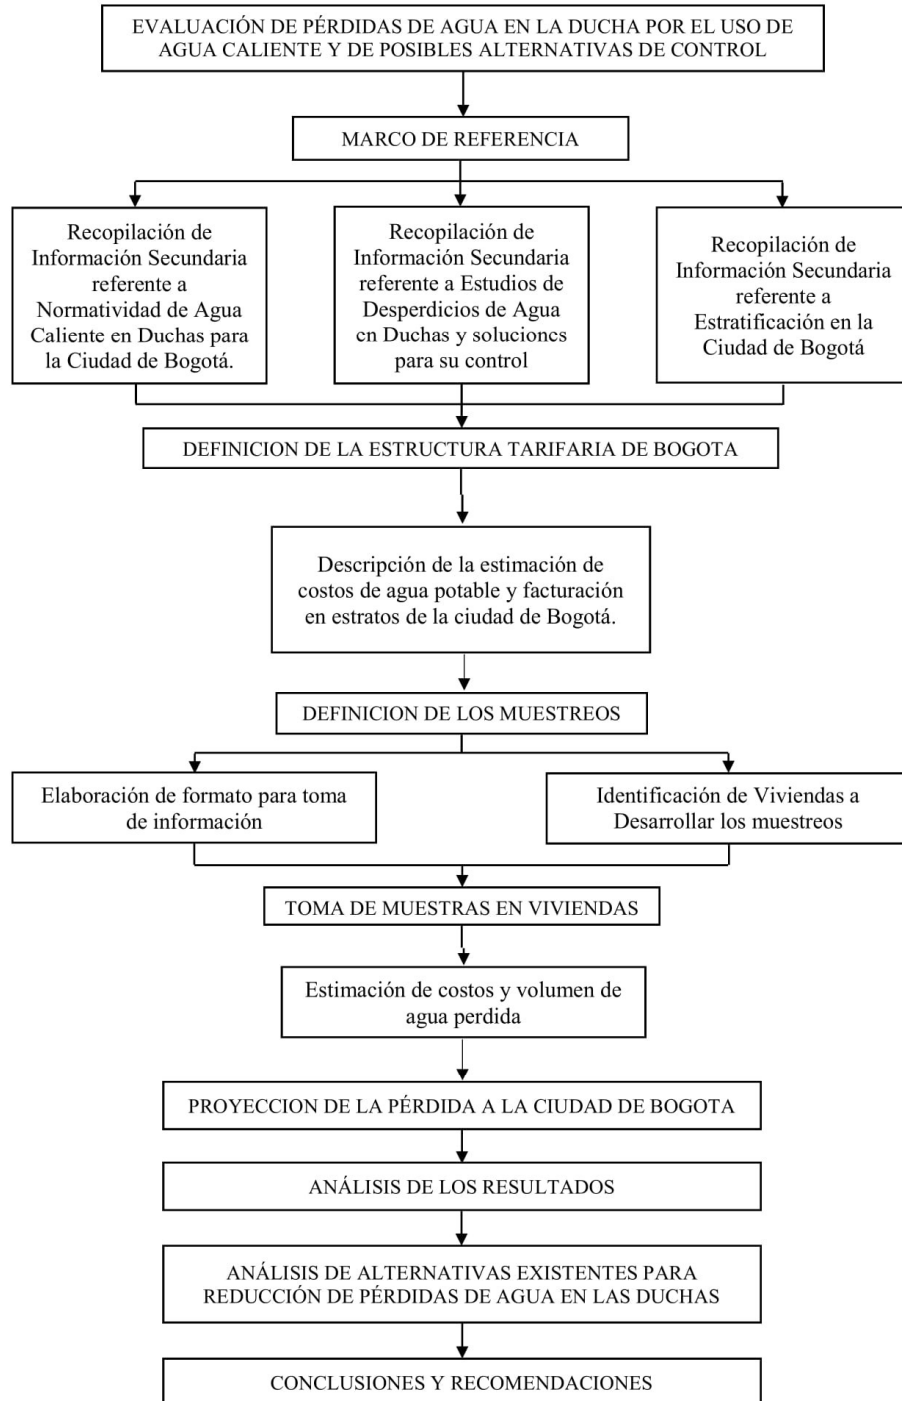 EVALUACIÓN DE PÉRDIDAS DE AGUA EN LA DUCHA POR EL USO DE
AGUA CALIENTE Y DE POSIBLES ALTERNATIVAS DE CONTROL
MARCO DE REFERENCIA
Recopilación de
Información Secundaria
referente a
Normatividad de Agua
Caliente en Duchas para
la Ciudad de Bogotá.
Recopilación de
Información Secundaria
referente a Estudios de
Desperdicios de Agua
en Duchas y soluciones
para su control
Recopilación de
Información Secundaria
referente a
Estratificación en la
Ciudad de Bogotá
DEFINICION DE LA ESTRUCTURA TARIFARIA DE BOGOTA
Descripción de la estimación de
costos de agua potable y facturación
en estratos de la ciudad de Bogotá.
DEFINICION DE LOS MUESTREOS
Elaboración de formato para toma
de información
Identificación de Viviendas a
Desarrollar los muestreos
TOMA DE MUESTRAS EN VIVIENDAS
Estimación de costos y volumen de
agua perdida
PROYECCION DE LA PÉRDIDA A LA CIUDAD DE BOGOTA
ANÁLISIS DE LOS RESULTADOS
ANÁLISIS DE ALTERNATIVAS EXISTENTES PARA
REDUCCIÓN DE PÉRDIDAS DE AGUA EN LAS DUCHAS
CONCLUSIONES Y RECOMENDACIONES